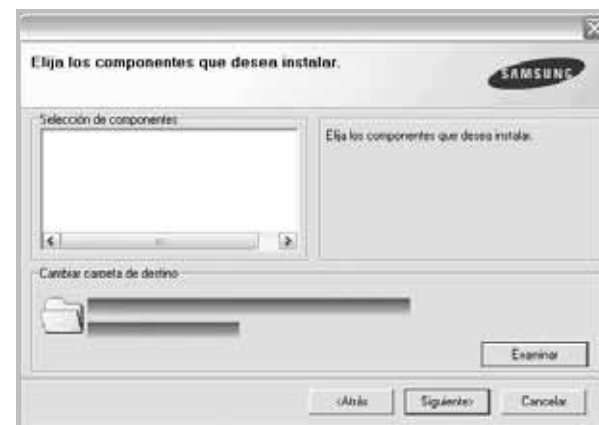 Elija los componentes que desea instalar.
SAMSUNG
Selección de componentes
Elija los componentes que desea instalar.
Cambiar carpeta de destino
Examinar
<Atrás
Siguiente>
Cancelar